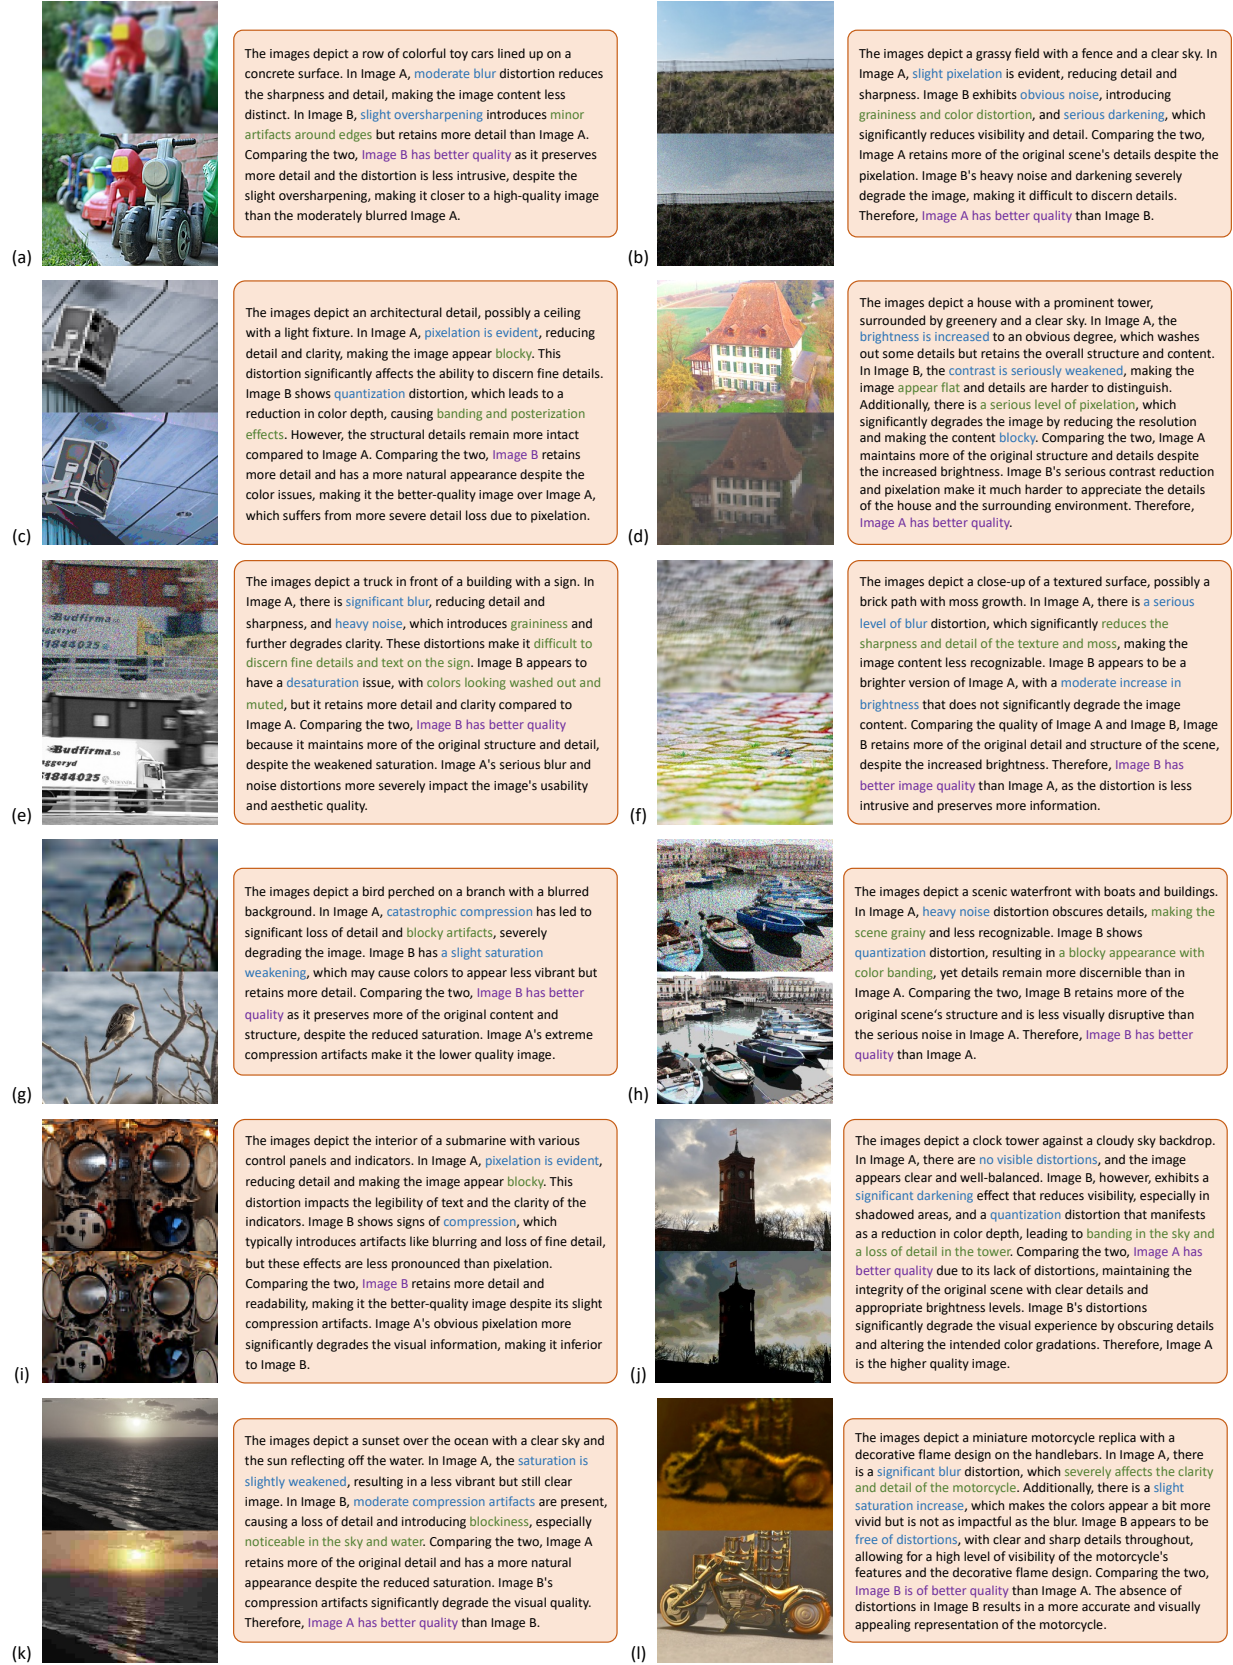 The images depict a row of colorful toy cars lined up on a
concrete surface. In Image A, moderate blur distortion reduces
the sharpness and detail, making the image content less
distinct. In Image B, slight oversharpening introduces minor
artifacts around edges but retains more detail than Image A.
Comparing the two, Image B has better quality as it preserves
more detail and the distortion is less intrusive, despite the
slight oversharpening, making it closer to a high-quality image
than the moderately blurred Image A.
(a)
The images depict a grassy field with a fence and a clear sky. In
Image A, slight pixelation is evident, reducing detail and
sharpness. Image B exhibits obvious noise, introducing
graininess and color distortion, and serious darkening, which
significantly reduces visibility and detail. Comparing the two,
Image A retains more of the original scene's details despite the
pixelation. Image B's heavy noise and darkening severely
degrade the image, making it difficult to discern details.
Therefore, Image A has better quality than Image B.
(b)
The images depict an architectural detail, possibly a ceiling
with a light fixture. In Image A, pixelation is evident, reducing
detail and clarity, making the image appear blocky. This
distortion significantly affects the ability to discern fine details.
Image B shows quantization distortion, which leads to a
reduction in color depth, causing banding and posterization
effects. However, the structural details remain more intact
compared to Image A. Comparing the two, Image B retains
more detail and has a more natural appearance despite the
color issues, making it the better-quality image over Image A,
which suffers from more severe detail loss due to pixelation.
(c)
The images depict a house with a prominent tower,
surrounded by greenery and a clear sky. In Image A, the
brightness is increased to an obvious degree, which washes
out some details but retains the overall structure and content.
In Image B, the contrast is seriously weakened, making the
image appear flat and details are harder to distinguish.
Additionally, there is a serious level of pixelation, which
significantly degrades the image by reducing the resolution
and making the content blocky. Comparing the two, Image A
maintains more of the original structure and details despite
the increased brightness. Image B's serious contrast reduction
and pixelation make it much harder to appreciate the details
of the house and the surrounding environment. Therefore,
Image A has better quality.
(d)
Budfirma
aggeryd
61844025
Budfirma.se
aggeryd
51844025
The images depict a truck in front of a building with a sign. In
Image A, there is significant blur, reducing detail and
sharpness, and heavy noise, which introduces graininess and
further degrades clarity. These distortions make it difficult to
discern fine details and text on the sign. Image B appears to
have a desaturation issue, with colors looking washed out and
muted, but it retains more detail and clarity compared to
Image A. Comparing the two, Image B has better quality
because it maintains more of the original structure and detail,
despite the weakened saturation. Image A's serious blur and
noise distortions more severely impact the image's usability
and aesthetic quality.
(e)
The images depict a close-up of a textured surface, possibly a
brick path with moss growth. In Image A, there is a serious
level of blur distortion, which significantly reduces the
sharpness and detail of the texture and moss, making the
image content less recognizable. Image B appears to be a
brighter version of Image A, with a moderate increase in
brightness that does not significantly degrade the image
content. Comparing the quality of Image A and Image B, Image
B retains more of the original detail and structure of the scene,
despite the increased brightness. Therefore, Image B has
better image quality than Image A, as the distortion is less
intrusive and preserves more information.
(f)
The images depict a bird perched on a branch with a blurred
background. In Image A, catastrophic compression has led to
significant loss of detail and blocky artifacts, severely
degrading the image. Image B has a slight saturation
weakening, which may cause colors to appear less vibrant but
retains more detail. Comparing the two, Image B has better
quality as it preserves more of the original content and
structure, despite the reduced saturation. Image A's extreme
compression artifacts make it the lower quality image.
(g)
The images depict a scenic waterfront with boats and buildings.
In Image A, heavy noise distortion obscures details, making the
scene grainy and less recognizable. Image B shows
quantization distortion, resulting in a blocky appearance with
color banding, yet details remain more discernible than in
Image A. Comparing the two, Image B retains more of the
original scene's structure and is less visually disruptive than
the serious noise in Image A. Therefore, Image B has better
quality than Image A.
(h)
The images depict the interior of a submarine with various
control panels and indicators. In Image A, pixelation is evident,
reducing detail and making the image appear blocky. This
distortion impacts the legibility of text and the clarity of the
indicators. Image B shows signs of compression, which
typically introduces artifacts like blurring and loss of fine detail,
but these effects are less pronounced than pixelation.
Comparing the two, Image B retains more detail and
readability, making it the better-quality image despite its slight
compression artifacts. Image A's obvious pixelation more
significantly degrades the visual information, making it inferior
to Image B.
(i)
The images depict a clock tower against a cloudy sky backdrop.
In Image A, there are no visible distortions, and the image
appears clear and well-balanced. Image B, however, exhibits a
significant darkening effect that reduces visibility, especially in
shadowed areas, and a quantization distortion that manifests
as a reduction in color depth, leading to banding in the sky and
a loss of detail in the tower. Comparing the two, Image A has
better quality due to its lack of distortions, maintaining the
integrity of the original scene with clear details and
appropriate brightness levels. Image B's distortions
significantly degrade the visual experience by obscuring details
and altering the intended color gradations. Therefore, Image A
is the higher quality image.
(j)
The images depict a sunset over the ocean with a clear sky and
the sun reflecting off the water. In Image A, the saturation is
slightly weakened, resulting in a less vibrant but still clear
image. In Image B, moderate compression artifacts are present,
causing a loss of detail and introducing blockiness, especially
noticeable in the sky and water. Comparing the two, Image A
retains more of the original detail and has a more natural
appearance despite the reduced saturation. Image B's
compression artifacts significantly degrade the visual quality.
Therefore, Image A has better quality than Image B.
(k)
The images depict a miniature motorcycle replica with a
decorative flame design on the handlebars. In Image A, there
is a significant blur distortion, which severely affects the clarity
and detail of the motorcycle. Additionally, there is a slight
saturation increase, which makes the colors appear a bit more
vivid but is not as impactful as the blur. Image B appears to be
free of distortions, with clear and sharp details throughout,
allowing for a high level of visibility of the motorcycle's
features and the decorative flame design. Comparing the two,
Image B is of better quality than Image A. The absence of
distortions in Image B results in a more accurate and visually
appealing representation of the motorcycle.
(l)